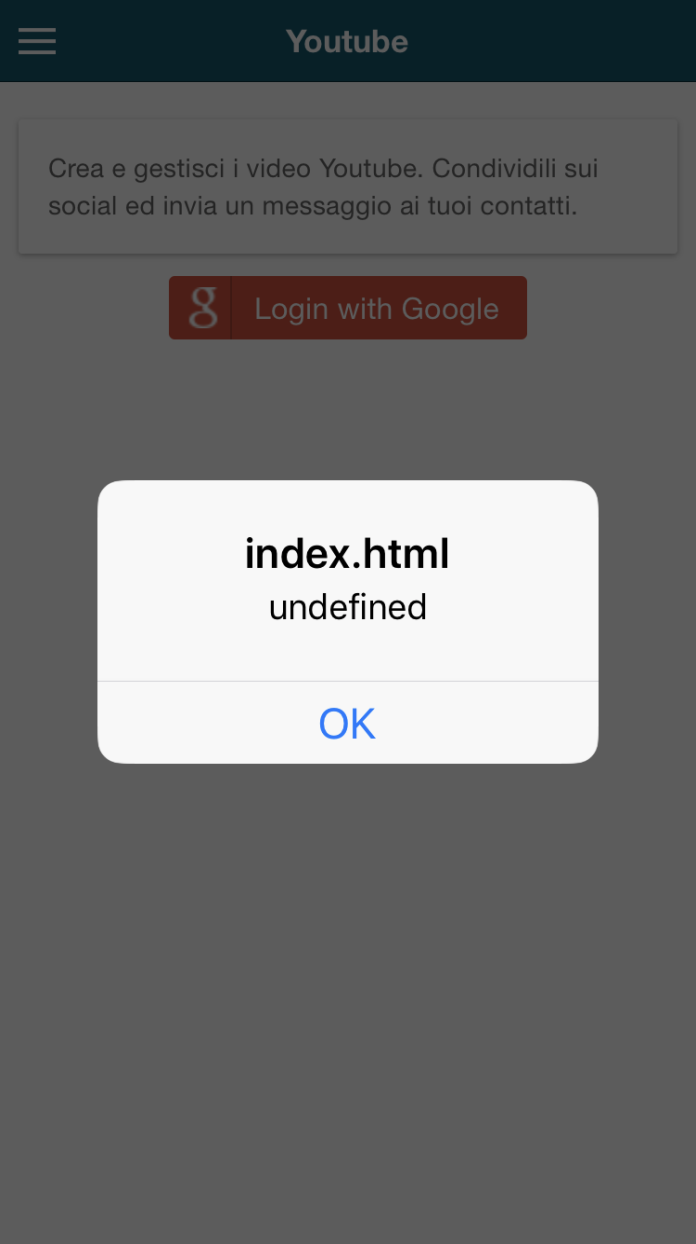 Youtube
Crea e gestisci i video Youtube. Condividili sui
social ed invia un messaggio ai tuoi contatti.
g Login with Google
index.html
undefined
OK